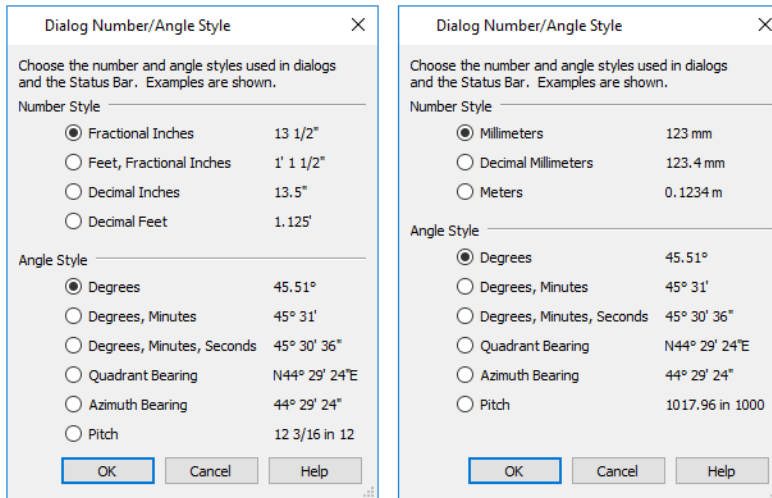 Dialog Number/Angle Style
Choose the number and angle styles used in dialogs
and the Status Bar. Examples are shown.
Number Style
Fractional Inches 13 1/2"
Feet, Fractional Inches 1' 1 1/2"
Decimal Inches 13.5"
Decimal Feet 1.125'
Angle Style
Degrees 45.51°
Degrees, Minutes 45° 31'
Degrees, Minutes, Seconds 45° 30' 36"
Quadrant Bearing N44° 29' 24"E
Azimuth Bearing 44° 29' 24"
Pitch 12 3/16 in 12
OK Cancel Help
Dialog Number/Angle Style
Choose the number and angle styles used in dialogs
and the Status Bar. Examples are shown.
Number Style
Millimeters 123 mm
Decimal Millimeters 123.4 mm
Meters 0.1234 m
Angle Style
Degrees 45.51°
Degrees, Minutes 45° 31'
Degrees, Minutes, Seconds 45° 30' 36"
Quadrant Bearing N44° 29' 24"E
Azimuth Bearing 44° 29' 24"
Pitch 1017.96 in 1000
OK Cancel Help